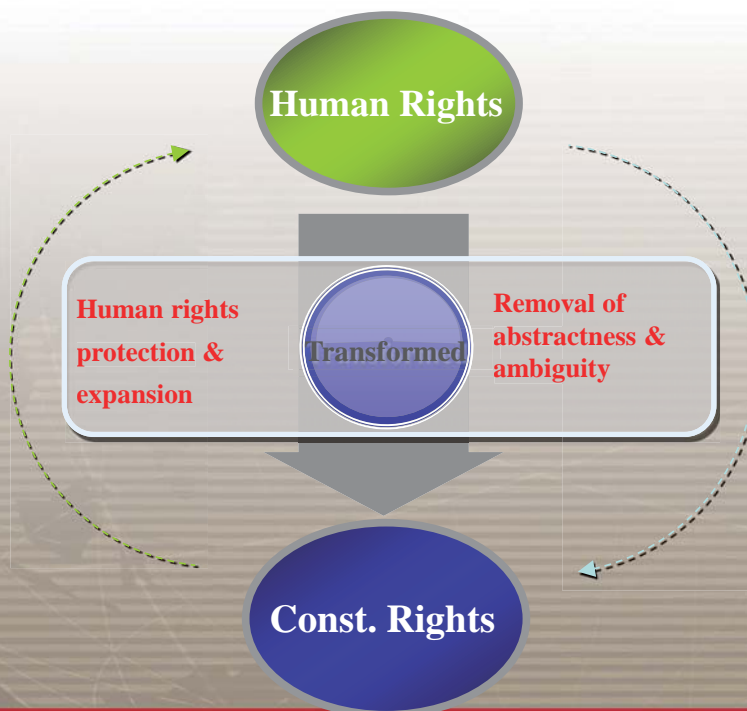 Human Rights
Human rights
protection &
expansion
Transformed
Removal of
abstractness &
ambiguity
Const. Rights